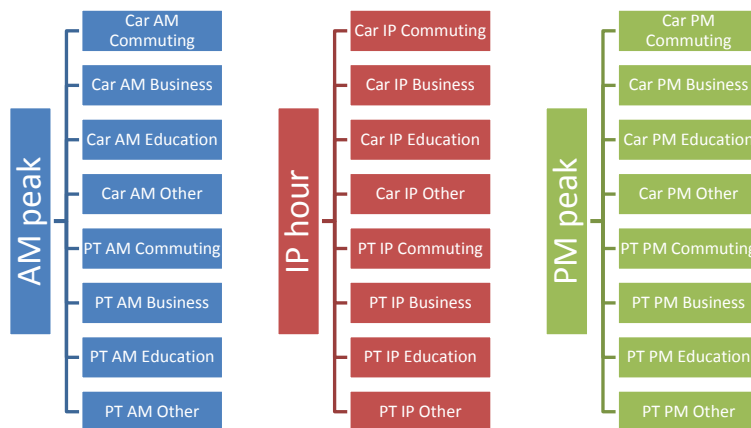 AM peak
Car AM
Commuting
Car AM Business
Car AM Education
Car AM Other
PT AM Commuting
PT AM Business
PT AM Education
PT AM Other
IP hour
Car IP Commuting
Car IP Business
Car IP Education
Car IP Other
PT IP Commuting
PT IP Business
PT IP Education
PT IP Other
PM peak
Car PM
Commuting
Car PM Business
Car PM Education
Car PM Other
PT PM Commuting
PT PM Business
PT PM Education
PT PM Other